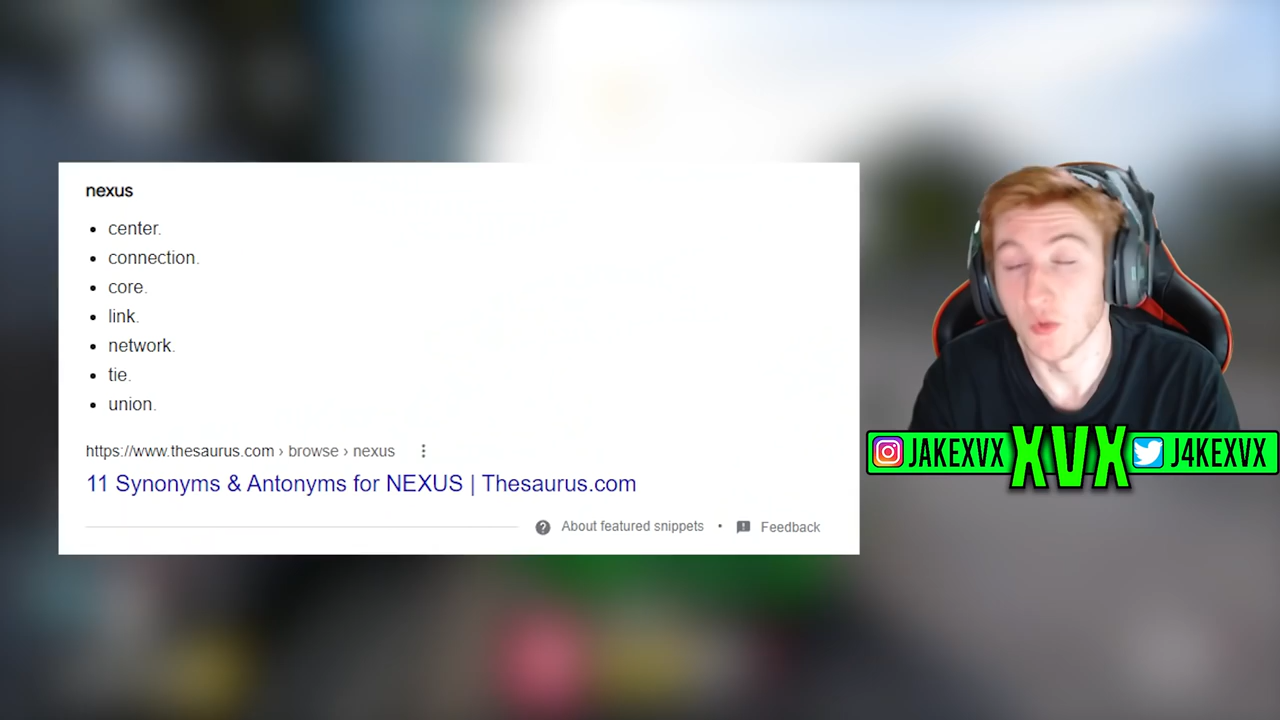 nexus
center.
connection.
core.
link.
network.
tie.
union.
https://www.thesaurus.com › browse › nexus
11 Synonyms & Antonyms for NEXUS | Thesaurus.com
About featured snippets • Feedback
JAKEXVX XVX J4KEXVX